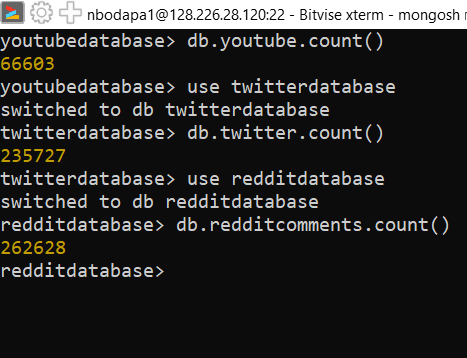 nbodapa1@128.226.28.120:22 - Bitvise xterm - mongosh
youtubedatabase> db.youtube.count()
66603
youtubedatabase> use twitterdatabase
switched to db twitterdatabase
twitterdatabase> db.twitter.count()
235727
twitterdatabase> use redditdatabase
switched to db redditdatabase
redditdatabase> db.redditcomments.count()
262628
redditdatabase>